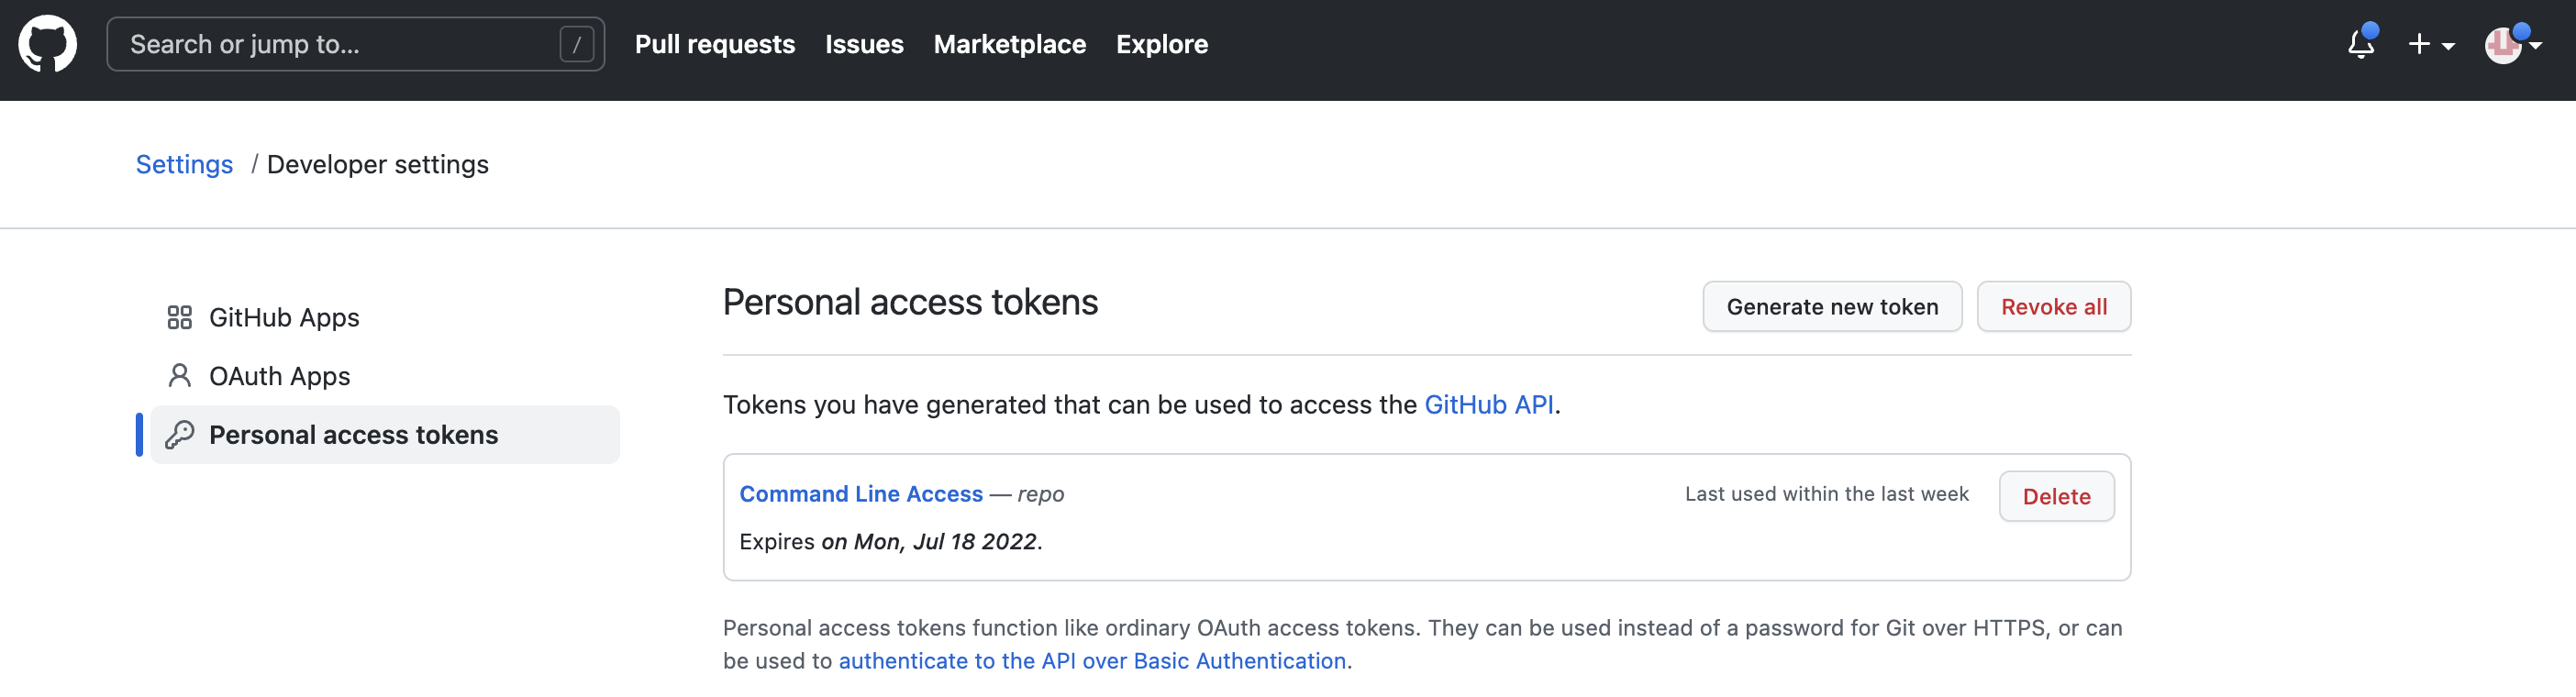 Search or jump to... /
Pull requests Issues Marketplace Explore
Settings / Developer settings
GitHub Apps
OAuth Apps
Personal access tokens
Personal access tokens
Generate new token Revoke all
Tokens you have generated that can be used to access the GitHub API.
Command Line Access — repo
Last used within the last week Delete
Expires on Mon, Jul 18 2022.
Personal access tokens function like ordinary OAuth access tokens. They can be used instead of a password for Git over HTTPS, or can
be used to authenticate to the API over Basic Authentication.